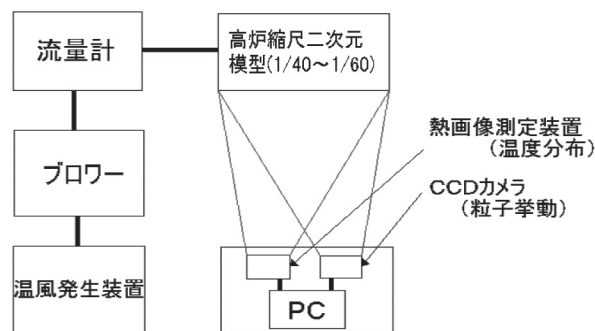 流量計
高炉縮尺二次元
模型(1/40～1/60)
熱画像測定装置
(温度分布)
CCDカメラ
(粒子挙動)
ブロワー
温風発生装置
PC